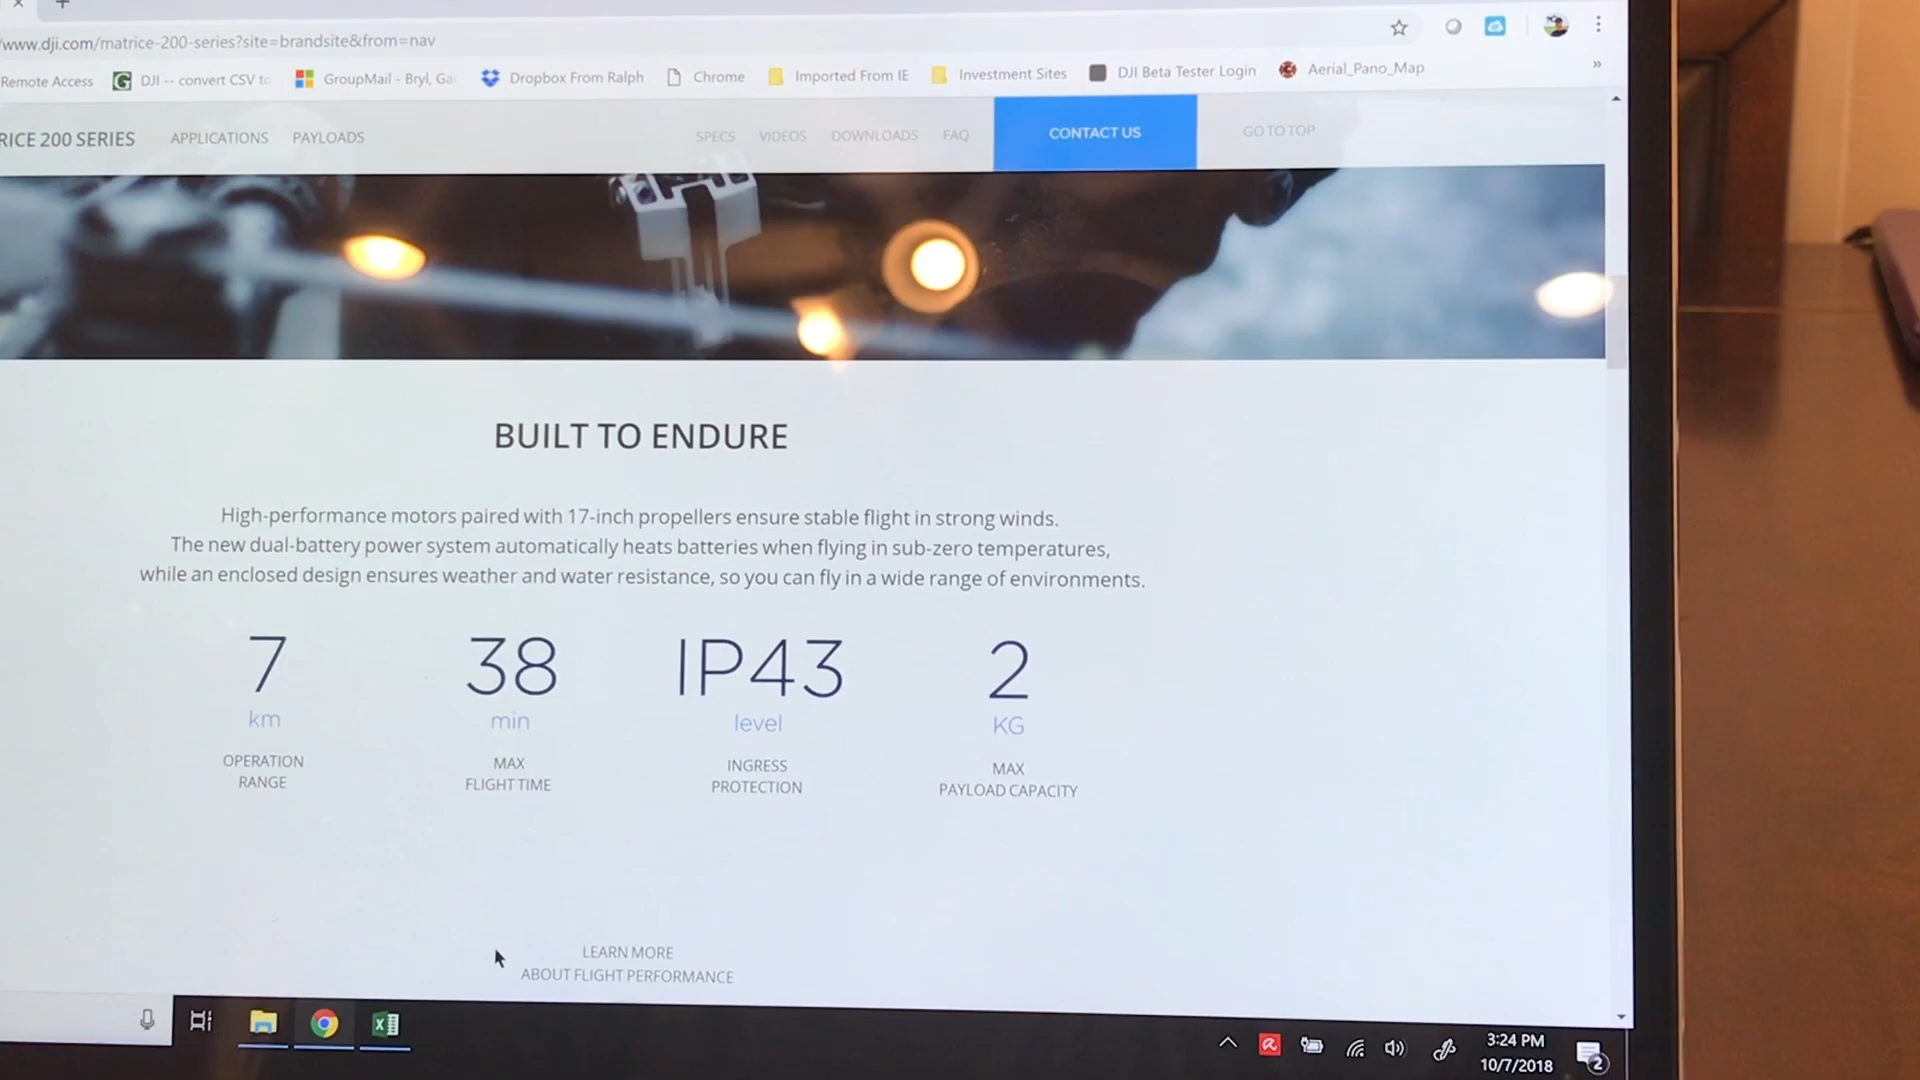 /www.dji.com/matrice-200-series?site=brandsite&from=nav
Remote Access
DJI -- convert CSV to
GroupMail - Bryl, Ga
Dropbox From Ralph
Chrome
Imported From IE
Investment Sites
DJI Beta Tester Login
Aerial_Pano_Map
»
RICE 200 SERIES
APPLICATIONS
PAYLOADS
SPECS
VIDEOS
DOWNLOADS
FAQ
CONTACT US
GO TO TOP
BUILT TO ENDURE
High-performance motors paired with 17-inch propellers ensure stable flight in strong winds.
The new dual-battery power system automatically heats batteries when flying in sub-zero temperatures,
while an enclosed design ensures weather and water resistance, so you can fly in a wide range of environments.
7
km
OPERATION
RANGE
38
min
MAX
FLIGHT TIME
IP43
level
INGRESS
PROTECTION
2
KG
MAX
PAYLOAD CAPACITY
LEARN MORE
ABOUT FLIGHT PERFORMANCE
3:24 PM
10/7/2018
2